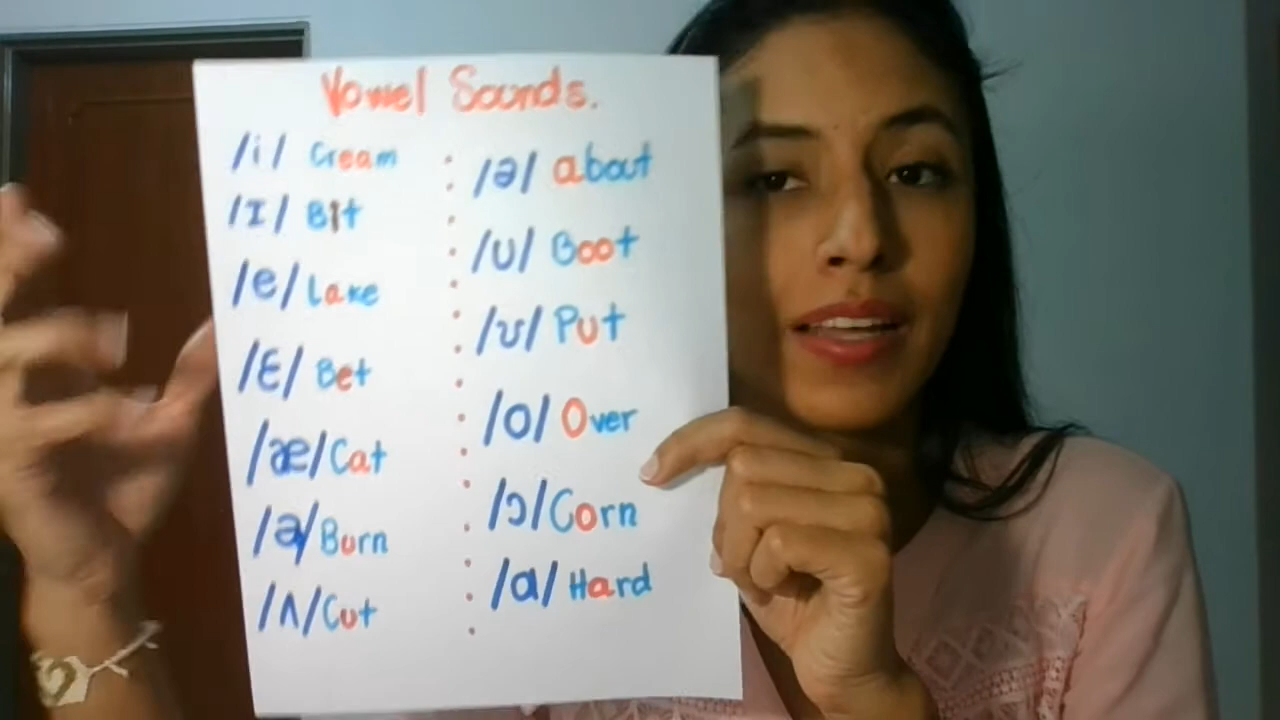 Vowel Sounds.
/i/ Cream
/I/ Bit
/e/ Lake
/Ɛ/ Bet
/æ/ Cat
/ə/ Burn
/ʌ/ Cut
/ə/ about
/U/ Boot
/ʊ/ Put
/O/ Over
/ɔ/ Corn
/ɑ/ Hard